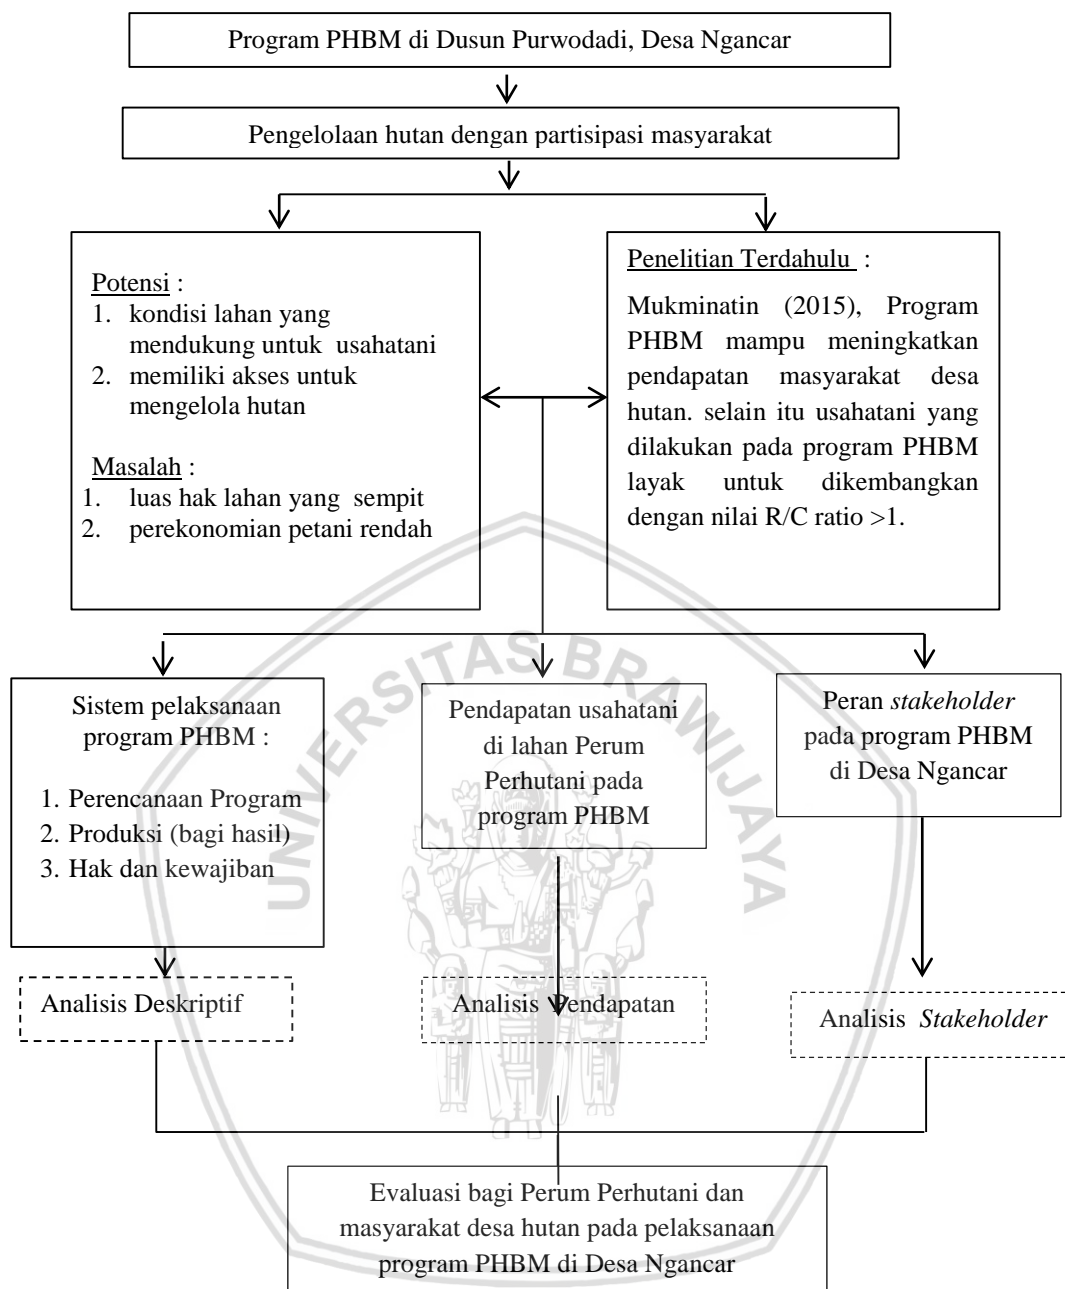 Program PHBM di Dusun Purwodadi, Desa Ngancar
Pengelolaan hutan dengan partisipasi masyarakat
Potensi :
1. kondisi lahan yang
mendukung untuk usahatani
2. memiliki akses untuk
mengelola hutan
Masalah :
1. luas hak lahan yang sempit
2. perekonomian petani rendah
Penelitian Terdahulu :
Mukminatin (2015), Program
PHBM mampu meningkatkan
pendapatan masyarakat desa
hutan. selain itu usahatani yang
dilakukan pada program PHBM
layak untuk dikembangkan
dengan nilai R/C ratio >1.
UNIVERSITAS BRAWIJAYA
Sistem pelaksanaan
program PHBM :
1. Perencanaan Program
2. Produksi (bagi hasil)
3. Hak dan kewajiban
Pendapatan usahatani
di lahan Perum
Perhutani pada
program PHBM
Peran stakeholder
pada program PHBM
di Desa Ngancar
Analisis Deskriptif
Analisis Pendapatan
Analisis Stakeholder
Evaluasi bagi Perum Perhutani dan
masyarakat desa hutan pada pelaksanaan
program PHBM di Desa Ngancar